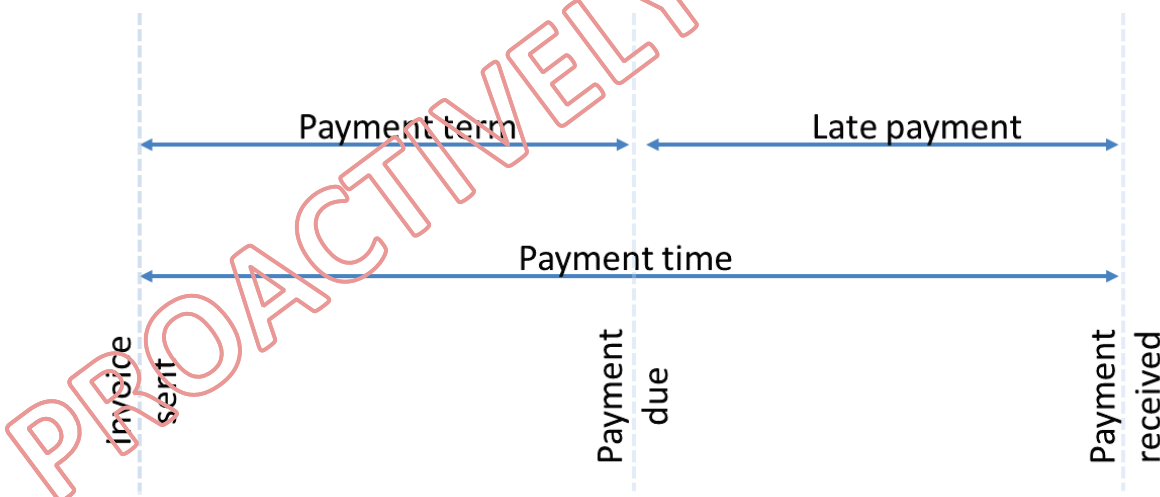 Payment term
Late payment
Payment time
invoice
sent
Payment
due
Payment
received
PROACTIVELY